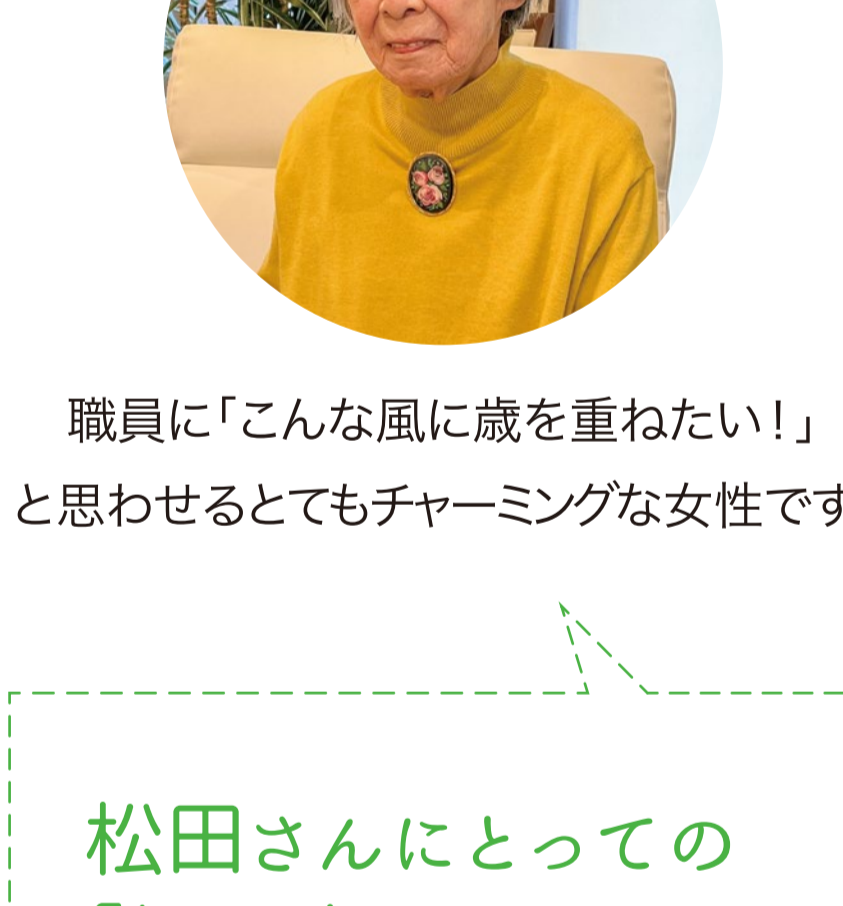 職員に「こんな風に歳を重ねたい！」
と思わせるとてもチャーミングな女性です
松田さんにとっての